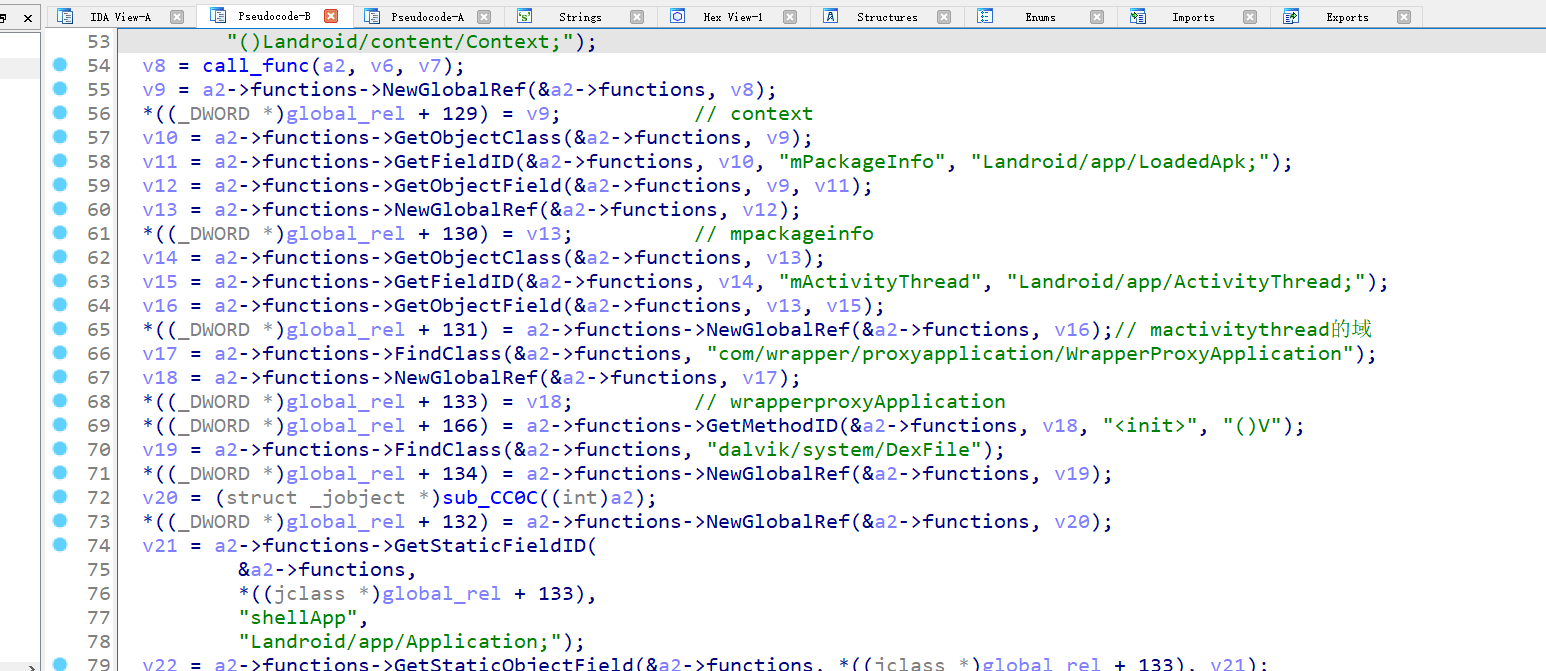 IDA View-A Pseudocode-B Pseudocode-A Strings Hex View-1 Structures Enums Imports Exports
53 "()Landroid/content/Context;");
54 v8 = call_func(a2, v6, v7);
55 v9 = a2->functions->NewGlobalRef(&a2->functions, v8);
56 *((_DWORD *)global_rel + 129) = v9; // context
57 v10 = a2->functions->GetObjectClass(&a2->functions, v9);
58 v11 = a2->functions->GetFieldID(&a2->functions, v10, "mPackageInfo", "Landroid/app/LoadedApk;");
59 v12 = a2->functions->GetObjectField(&a2->functions, v9, v11);
60 v13 = a2->functions->NewGlobalRef(&a2->functions, v12);
61 *((_DWORD *)global_rel + 130) = v13; // mpackageinfo
62 v14 = a2->functions->GetObjectClass(&a2->functions, v13);
63 v15 = a2->functions->GetFieldID(&a2->functions, v14, "mActivityThread", "Landroid/app/ActivityThread;");
64 v16 = a2->functions->GetObjectField(&a2->functions, v13, v15);
65 *((_DWORD *)global_rel + 131) = a2->functions->NewGlobalRef(&a2->functions, v16);// mactivitythread的域
66 v17 = a2->functions->FindClass(&a2->functions, "com/wrapper/proxyapplication/WrapperProxyApplication");
67 v18 = a2->functions->NewGlobalRef(&a2->functions, v17);
68 *((_DWORD *)global_rel + 133) = v18; // wrapperproxyApplication
69 *((_DWORD *)global_rel + 166) = a2->functions->GetMethodID(&a2->functions, v18, "<init>", "()V");
70 v19 = a2->functions->FindClass(&a2->functions, "dalvik/system/DexFile");
71 *((_DWORD *)global_rel + 134) = a2->functions->NewGlobalRef(&a2->functions, v19);
72 v20 = (struct _jobject *)sub_CC0C((int)a2);
73 *((_DWORD *)global_rel + 132) = a2->functions->NewGlobalRef(&a2->functions, v20);
74 v21 = a2->functions->GetStaticFieldID(
75 &a2->functions,
76 *((jclass *)global_rel + 133),
77 "shellApp",
78 "Landroid/app/Application;");
79 v22 = a2->functions->GetStaticObjectField(&a2->functions, *((jclass *)global_rel + 133), v21);